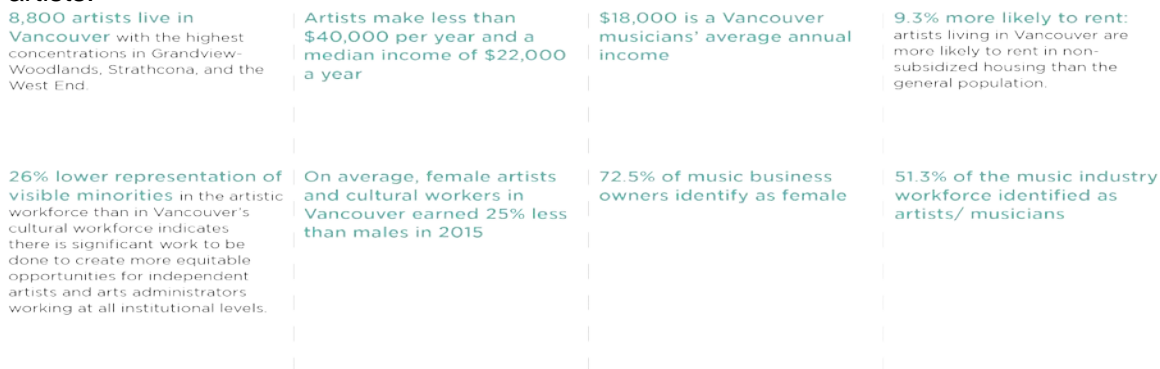 8,800 artists live in
Vancouver with the highest
concentrations in Grandview-
Woodlands, Strathcona, and the
West End.
Artists make less than
$40,000 per year and a
median income of $22,000
a year
$18,000 is a Vancouver
musicians' average annual
income
9.3% more likely to rent:
artists living in Vancouver are
more likely to rent in non-
subsidized housing than the
general population.
26% lower representation of
visible minorities in the artistic
workforce than in Vancouver's
cultural workforce indicates
there is significant work to be
done to create more equitable
opportunities for independent
artists and arts administrators
working at all institutional levels.
On average, female artists
and cultural workers in
Vancouver earned 25% less
than males in 2015
72.5% of music business
owners identify as female
51.3% of the music industry
workforce identified as
artists/ musicians